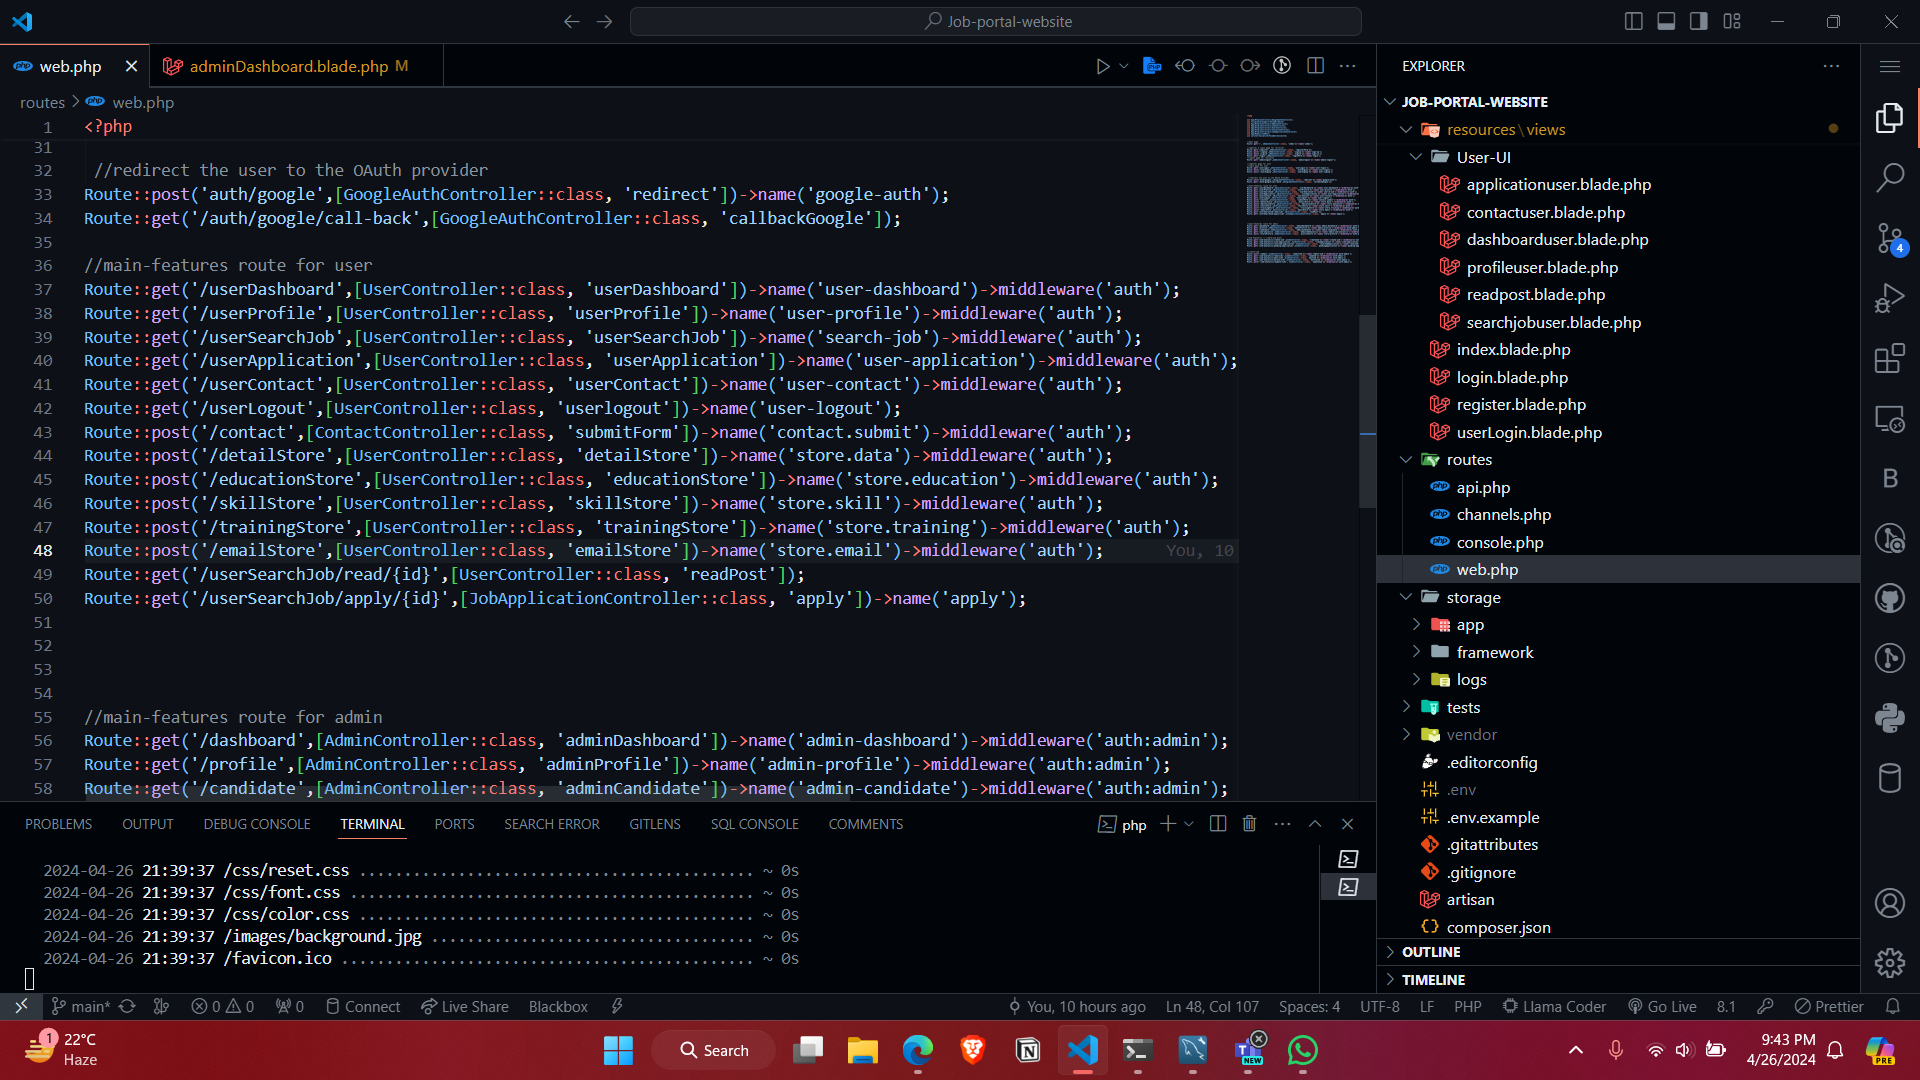 Job-portal-website
web.php
adminDashboard.blade.php M
routes > web.php
1 <?php
31
32 //redirect the user to the OAuth provider
33 Route::post('auth/google',[GoogleAuthController::class, 'redirect'])->name('google-auth');
34 Route::get('/auth/google/call-back',[GoogleAuthController::class, 'callbackGoogle']);
35
36 //main-features route for user
37 Route::get('/userDashboard',[UserController::class, 'userDashboard'])->name('user-dashboard')->middleware('auth');
38 Route::get('/userProfile',[UserController::class, 'userProfile'])->name('user-profile')->middleware('auth');
39 Route::get('/userSearchJob',[UserController::class, 'userSearchJob'])->name('search-job')->middleware('auth');
40 Route::get('/userApplication',[UserController::class, 'userApplication'])->name('user-application')->middleware('auth');
41 Route::get('/userContact',[UserController::class, 'userContact'])->name('user-contact')->middleware('auth');
42 Route::get('/userLogout',[UserController::class, 'userlogout'])->name('user-logout');
43 Route::post('/contact',[ContactController::class, 'submitForm'])->name('contact.submit')->middleware('auth');
44 Route::post('/detailStore',[UserController::class, 'detailStore'])->name('store.data')->middleware('auth');
45 Route::post('/educationStore',[UserController::class, 'educationStore'])->name('store.education')->middleware('auth');
46 Route::post('/skillStore',[UserController::class, 'skillStore'])->name('store.skill')->middleware('auth');
47 Route::post('/trainingStore',[UserController::class, 'trainingStore'])->name('store.training')->middleware('auth');
48 Route::post('/emailStore',[UserController::class, 'emailStore'])->name('store.email')->middleware('auth'); You, 10
49 Route::get('/userSearchJob/read/{id}',[UserController::class, 'readPost']);
50 Route::get('/userSearchJob/apply/{id}',[JobApplicationController::class, 'apply'])->name('apply');
51
52
53
54
55 //main-features route for admin
56 Route::get('/dashboard',[AdminController::class, 'adminDashboard'])->name('admin-dashboard')->middleware('auth:admin');
57 Route::get('/profile',[AdminController::class, 'adminProfile'])->name('admin-profile')->middleware('auth:admin');
58 Route::get('/candidate',[AdminController::class, 'adminCandidate'])->name('admin-candidate')->middleware('auth:admin');
PROBLEMS OUTPUT DEBUG CONSOLE TERMINAL PORTS SEARCH ERROR GITLENS SQL CONSOLE COMMENTS
php
2024-04-26 21:39:37 /css/reset.css ............................................ ~ 0s
2024-04-26 21:39:37 /css/font.css ............................................. ~ 0s
2024-04-26 21:39:37 /css/color.css ............................................ ~ 0s
2024-04-26 21:39:37 /images/background.jpg .................................... ~ 0s
2024-04-26 21:39:37 /favicon.ico .............................................. ~ 0s
EXPLORER
JOB-PORTAL-WEBSITE
resources\views
User-UI
applicationuser.blade.php
contactuser.blade.php
dashboarduser.blade.php
profileuser.blade.php
readpost.blade.php
searchjobuser.blade.php
index.blade.php
login.blade.php
register.blade.php
userLogin.blade.php
routes
api.php
channels.php
console.php
web.php
storage
app
framework
logs
tests
vendor
.editorconfig
.env
.env.example
.gitattributes
.gitignore
artisan
composer.json
OUTLINE
TIMELINE
4
B
main* 0 0 0 Connect Live Share Blackbox
You, 10 hours ago Ln 48, Col 107 Spaces: 4 UTF-8 LF PHP Llama Coder Go Live 8.1 Prettier
1
22°C
Haze
Search
NEW
9:43 PM
4/26/2024
PRE